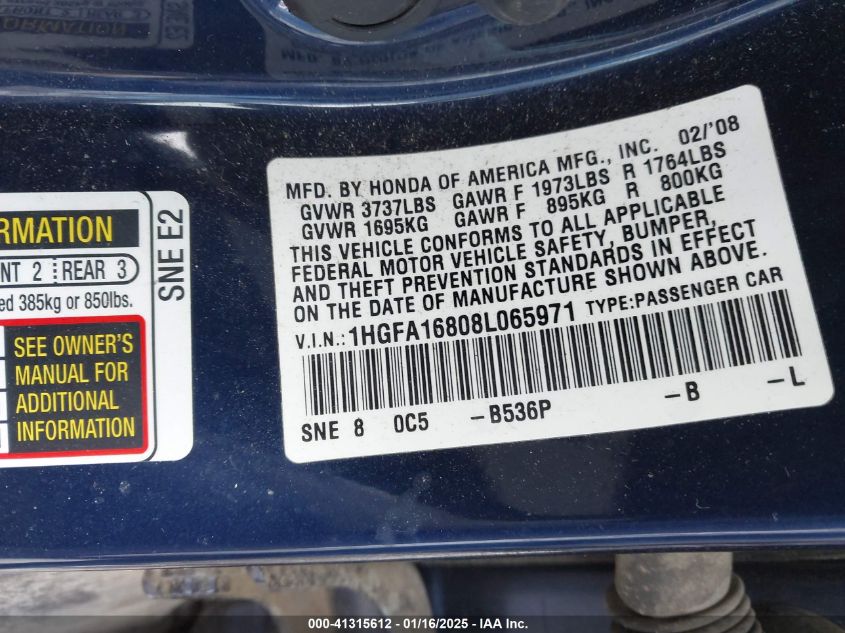 MFD. BY HONDA OF AMERICA MFG., INC. 02/'08
GVWR 3737LBS GAWR F 1973LBS R 1764LBS
GVWR 1695KG GAWR F 895KG R 800KG
THIS VEHICLE CONFORMS TO ALL APPLICABLE
FEDERAL MOTOR VEHICLE SAFETY, BUMPER,
AND THEFT PREVENTION STANDARDS IN EFFECT
ON THE DATE OF MANUFACTURE SHOWN ABOVE.
V.I.N.: 1HGFA16808L065971 TYPE:PASSENGER CAR
SNE 8 0C5 -B536P -B -L
RMATION
NT 2 REAR 3
ed 385kg or 850lbs.
SEE OWNER'S
MANUAL FOR
ADDITIONAL
INFORMATION
SNE E2
000-41315612 - 01/16/2025 - IAA Inc.